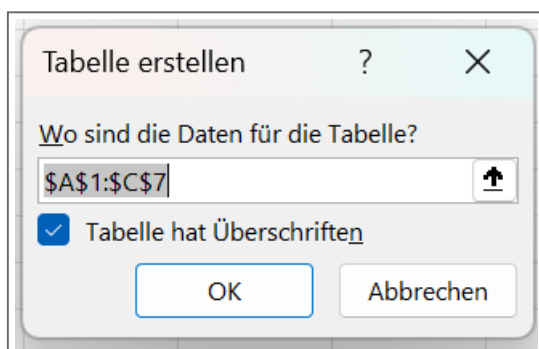 Tabelle erstellen ?
Wo sind die Daten für die Tabelle?
$A$1:$C$7
Tabelle hat Überschriften
OK Abbrechen